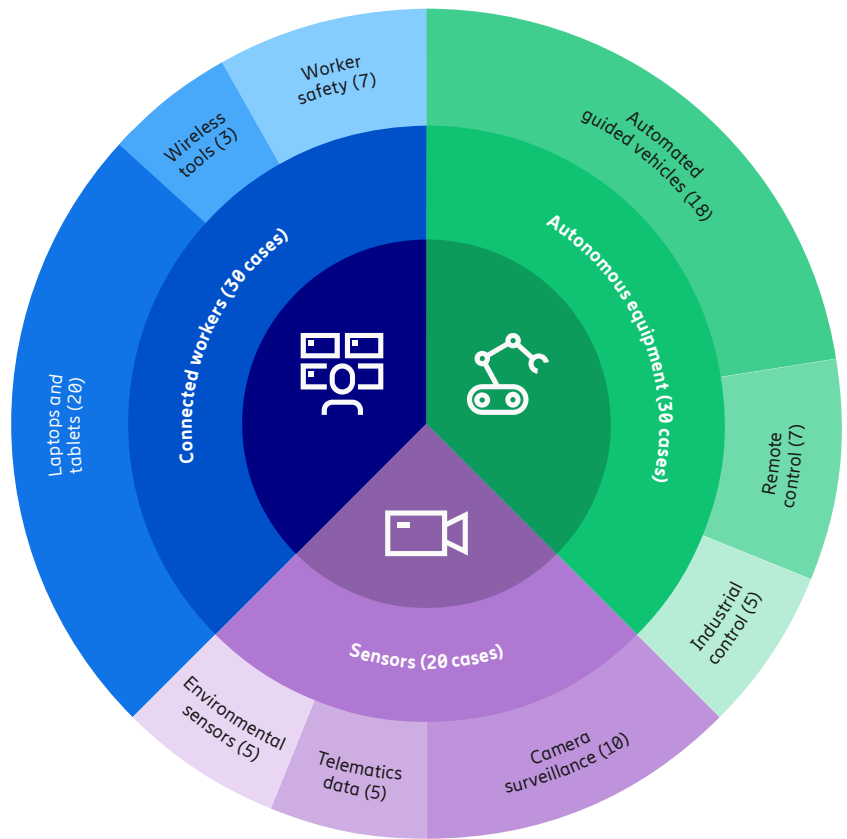 Worker
safety (7)
Wireless
tools (3)
Laptops and
tablets (20)
Connected workers (30 cases)
Automated
guided vehicles (18)
Autonomous equipment (30 cases)
Remote
control (7)
Industrial
control (5)
Sensors (20 cases)
Environmental
sensors (5)
Telematics
data (5)
Camera
surveillance (10)